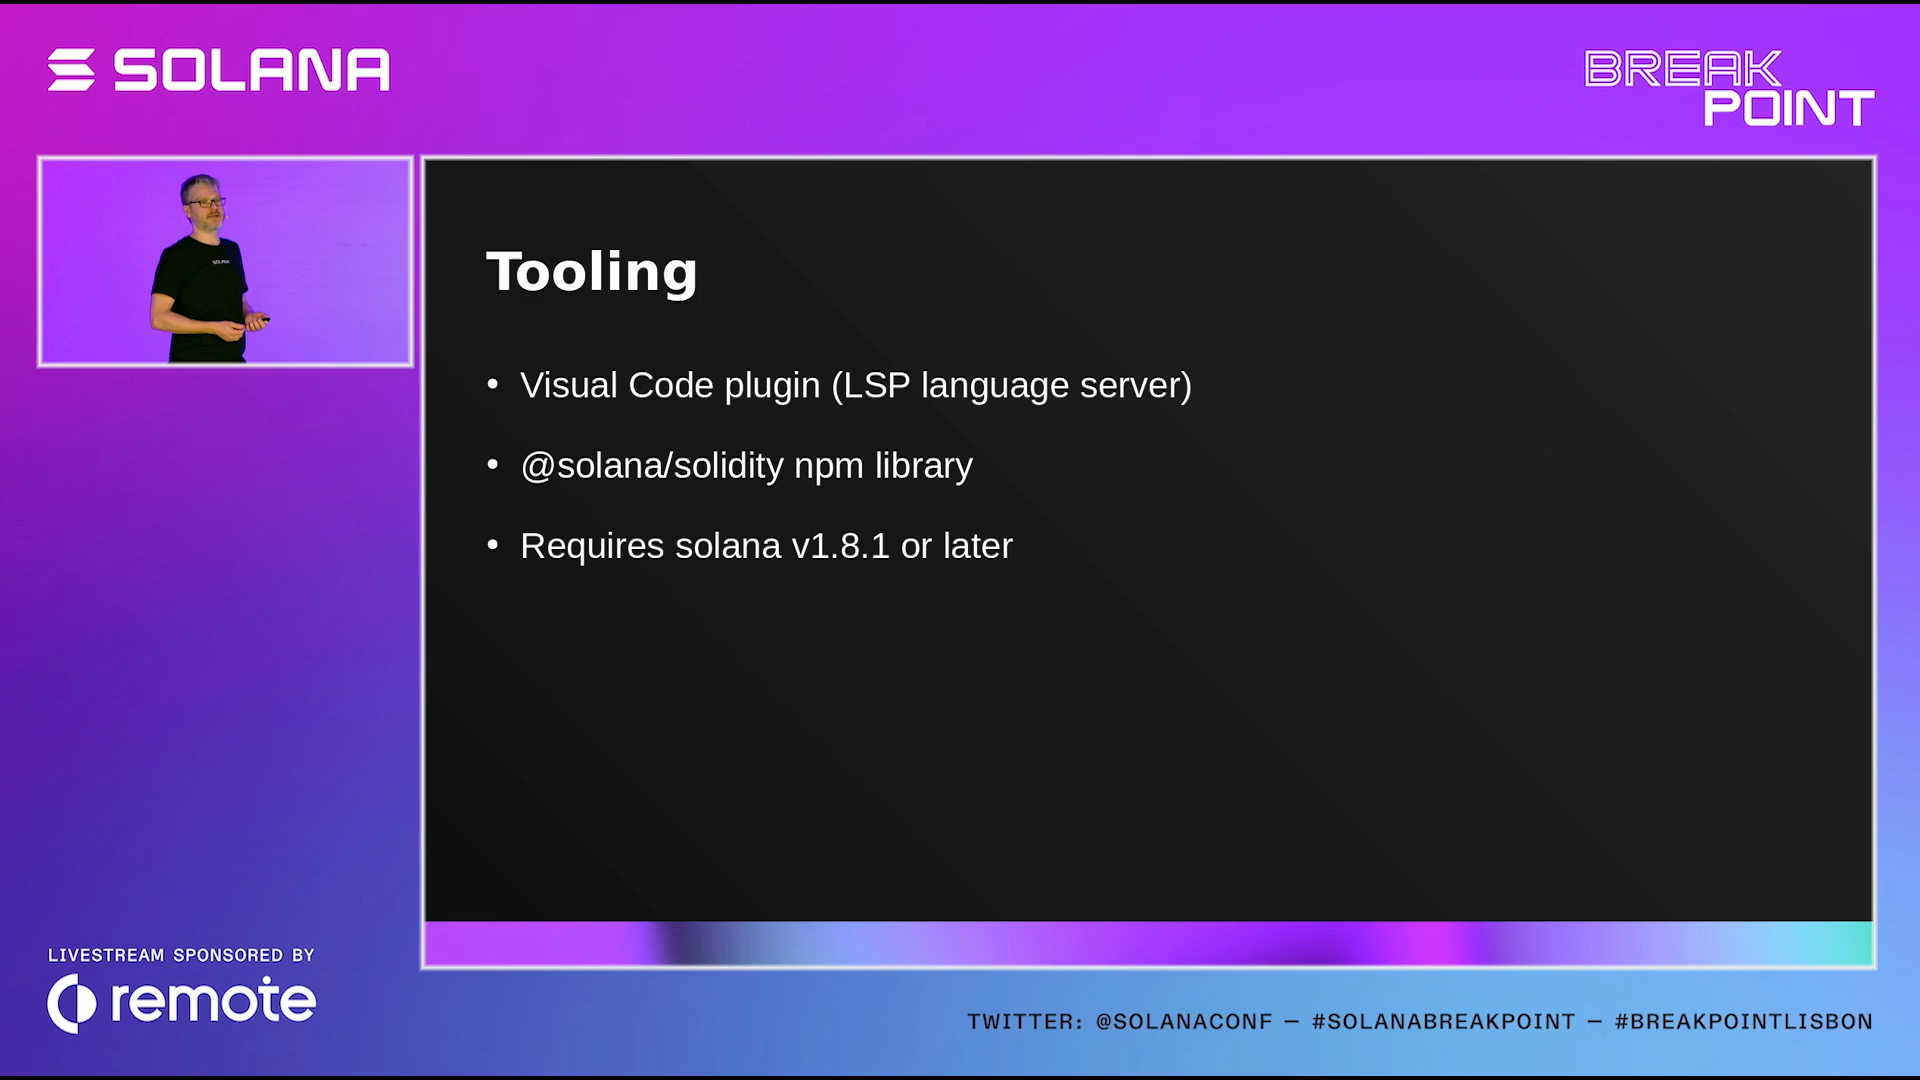 SOLANA
BREAK
POINT
Tooling
• Visual Code plugin (LSP language server)
• @solana/solidity npm library
• Requires solana v1.8.1 or later
LIVESTREAM SPONSORED BY
remote
TWITTER: @SOLANACONF — #SOLANABREAKPOINT — #BREAKPOINTLISBON